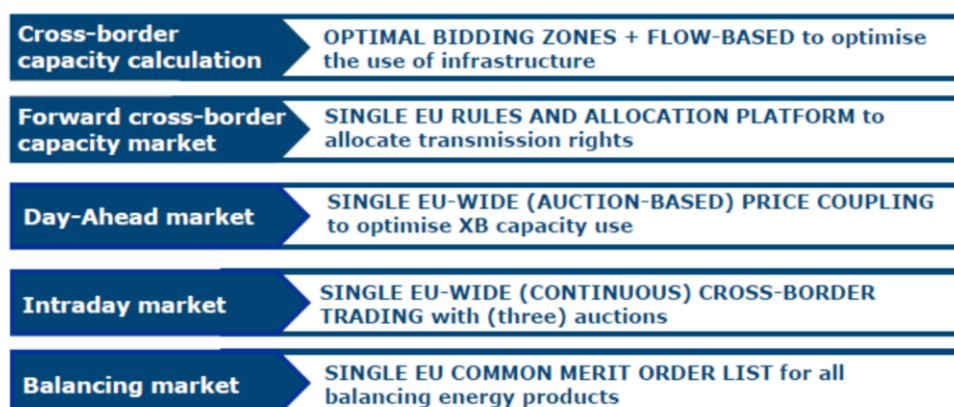 Cross-border
capacity calculation
OPTIMAL BIDDING ZONES + FLOW-BASED to optimise
the use of infrastructure
Forward cross-border
capacity market
SINGLE EU RULES AND ALLOCATION PLATFORM to
allocate transmission rights
Day-Ahead market
SINGLE EU-WIDE (AUCTION-BASED) PRICE COUPLING
to optimise XB capacity use
Intraday market
SINGLE EU-WIDE (CONTINUOUS) CROSS-BORDER
TRADING with (three) auctions
Balancing market
SINGLE EU COMMON MERIT ORDER LIST for all
balancing energy products